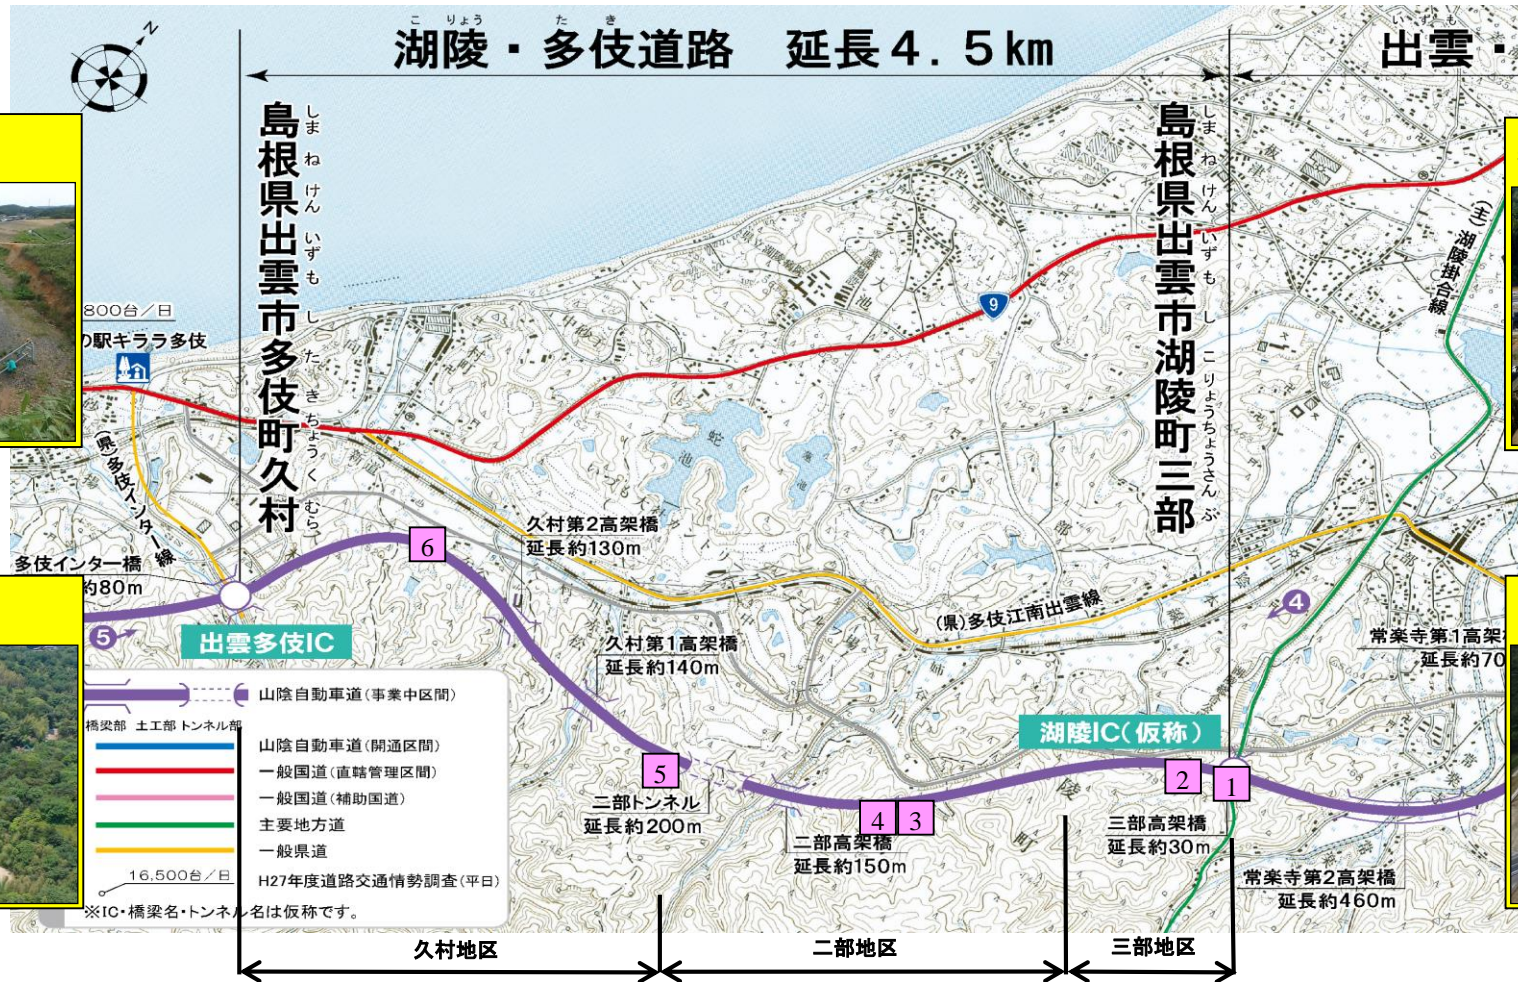 湖陵・多伎道路　延長4.5km
こりょう
たき
出雲・
いずも
N
島根県出雲市多伎町久村
しまねけんいずもしたきちょうくむら
島根県出雲市湖陵町三部
しまねけんいずもしこりょうちょうさんぶ
800台／日
の駅キララ多伎
(県)多伎インター線
多伎インター橋
約80m
出雲多伎IC
5
6
9
久村第2高架橋
延長約130m
久村第1高架橋
延長約140m
蛇池
大池
(県)多伎江南出雲線
(主)湖陵掛合線
4
常楽寺第1高架
延長約70
湖陵IC(仮称)
5
二部トンネル
延長約200m
4
3
二部高架橋
延長約150m
2
1
三部高架橋
延長約30m
常楽寺第2高架橋
延長約460m
陵
町
山陰自動車道(事業中区間)
橋梁部 土工部 トンネル部
山陰自動車道(開通区間)
一般国道(直轄管理区間)
一般国道(補助国道)
主要地方道
一般県道
16,500台／日
H27年度道路交通情勢調査(平日)
※IC・橋梁名・トンネル名は仮称です。
久村地区
二部地区
三部地区